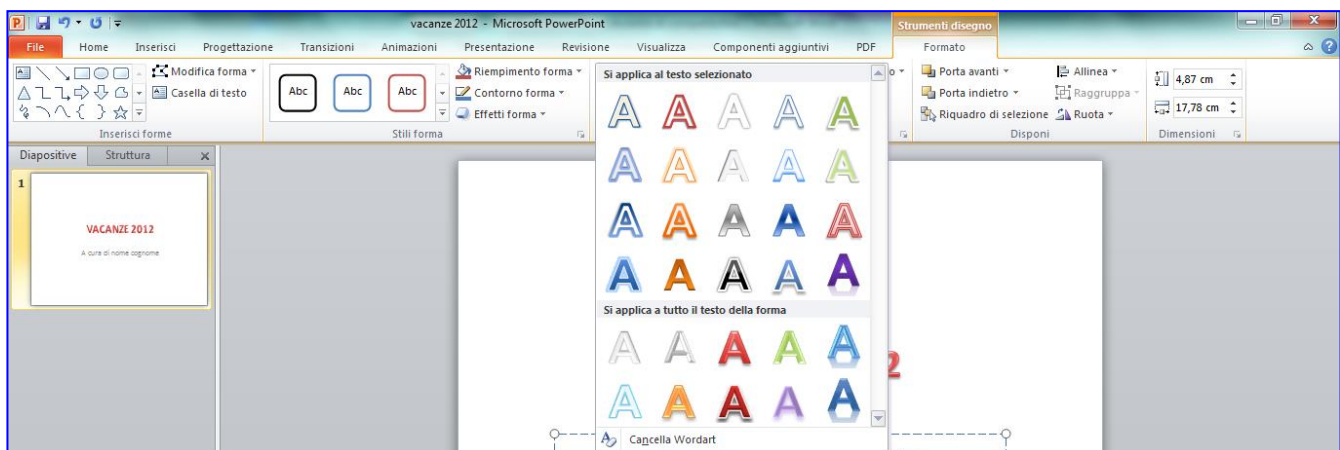 vacanze 2012 - Microsoft PowerPoint
Strumenti disegno
File Home Inserisci Progettazione Transizioni Animazioni Presentazione Revisione Visualizza Componenti aggiuntivi PDF Formato
Modifica forma
Casella di testo
Inserisci forme
Abc Abc Abc
Stili forma
Riempimento forma
Contorno forma
Effetti forma
Si applica al testo selezionato
A A A A A
A A A A A
A A A A A
A A A A A
Si applica a tutto il testo della forma
A A A A A
A A A A A
Cancella Wordart
o
Porta avanti
Porta indietro
Riquadro di selezione
Allinea
Raggruppa
Ruota
Disponi
4,87 cm
17,78 cm
Dimensioni
Diapositive Struttura
1
VACANZE 2012
A cura di nome cognome
2